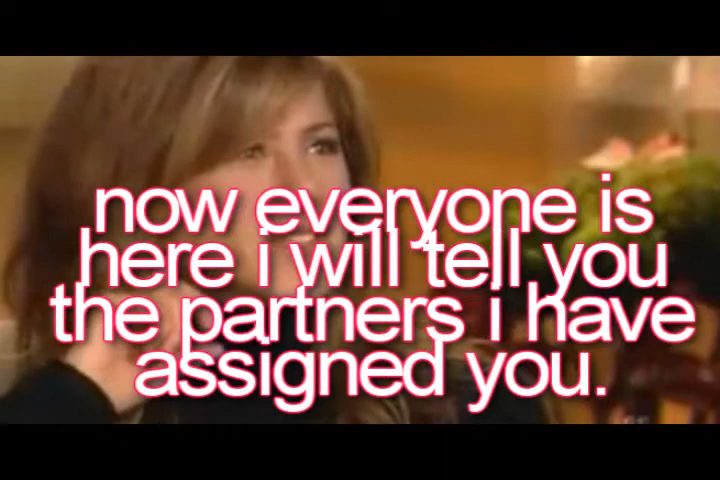 now everyone is
here i will tell you
the partners i have
assigned you.